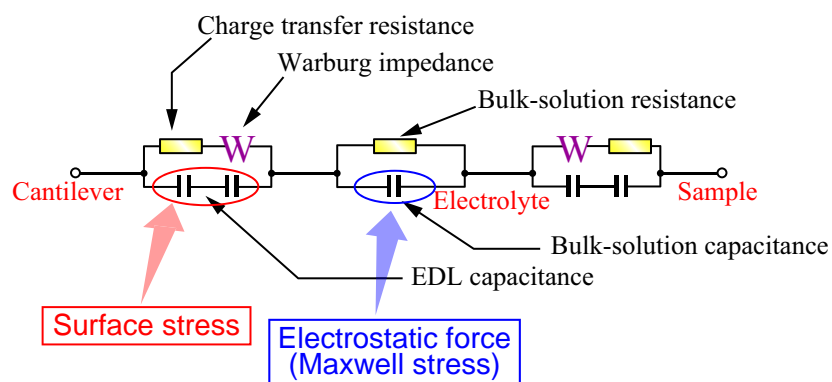 Charge transfer resistance
Warburg impedance
Bulk-solution resistance
W
W
Cantilever
Electrolyte
Sample
Bulk-solution capacitance
EDL capacitance
Surface stress
Electrostatic force
(Maxwell stress)